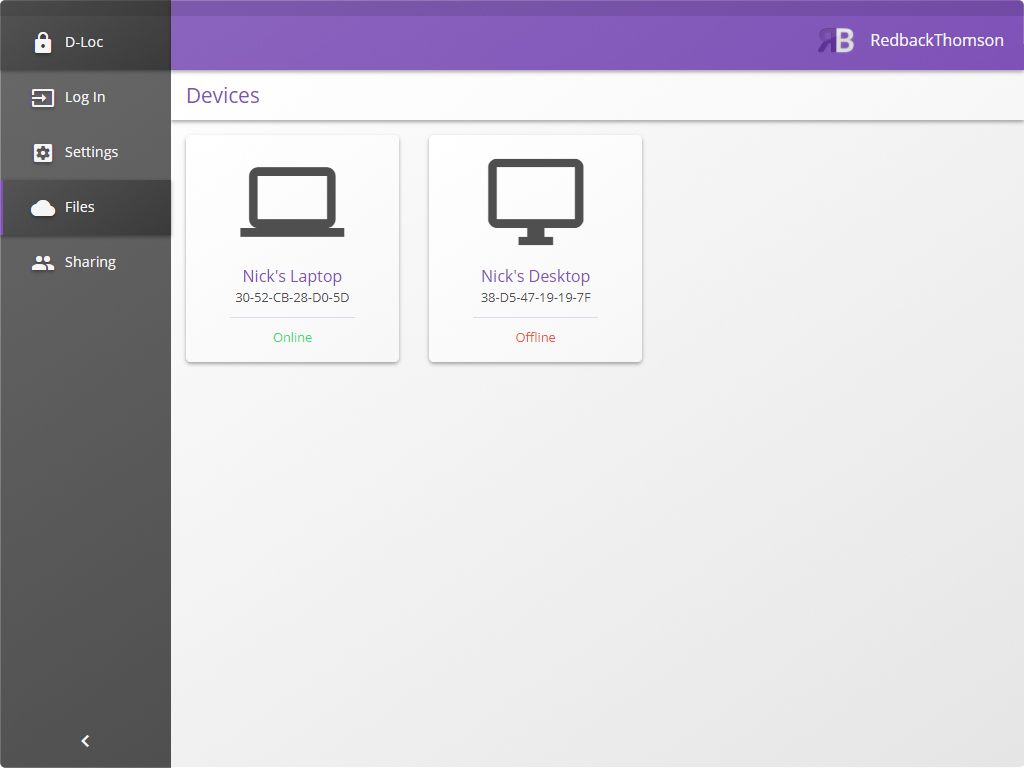 D-Loc
RB RedbackThomson
Log In
Settings
Files
Sharing
Devices
Nick's Laptop
30-52-CB-28-D0-5D
Online
Nick's Desktop
38-D5-47-19-19-7F
Offline